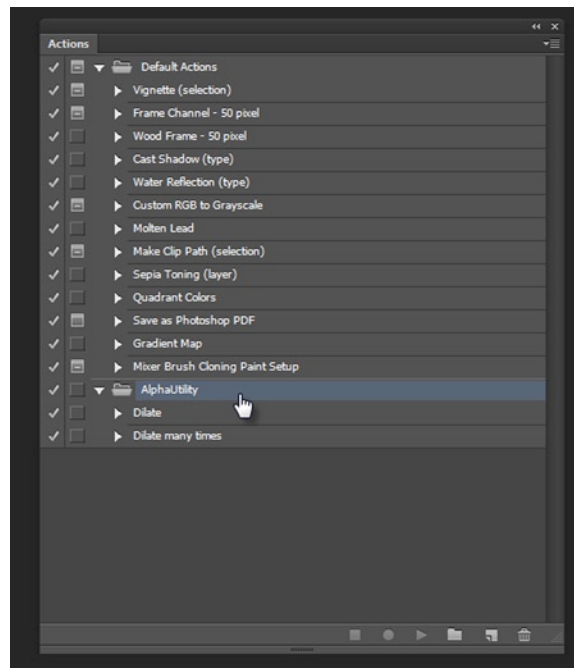 Actions
Default Actions
Vignette (selection)
Frame Channel - 50 pixel
Wood Frame - 50 pixel
Cast Shadow (type)
Water Reflection (type)
Custom RGB to Grayscale
Molten Lead
Make Clip Path (selection)
Sepia Toning (layer)
Quadrant Colors
Save as Photoshop PDF
Gradient Map
Mixer Brush Cloning Paint Setup
AlphaUtility
Dilate
Dilate many times